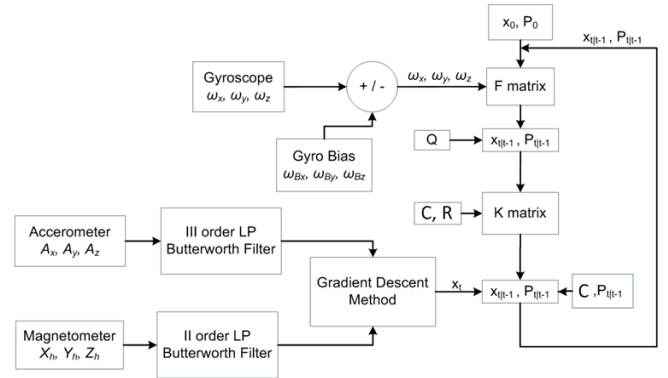 x₀, P₀
xt|t-1 , Pt|t-1
Gyroscope
ωx, ωy, ωz
+ / -
ωx, ωy, ωz
F matrix
Gyro Bias
ωBx, ωBy, ωBz
Q
xt|t-1 , Pt|t-1
C, R
K matrix
Accerometer
Ax, Ay, Az
III order LP
Butterworth Filter
Gradient Descent
Method
xt
xt|t-1 , Pt|t-1
C ,Pt|t-1
Magnetometer
Xh, Yh, Zh
II order LP
Butterworth Filter